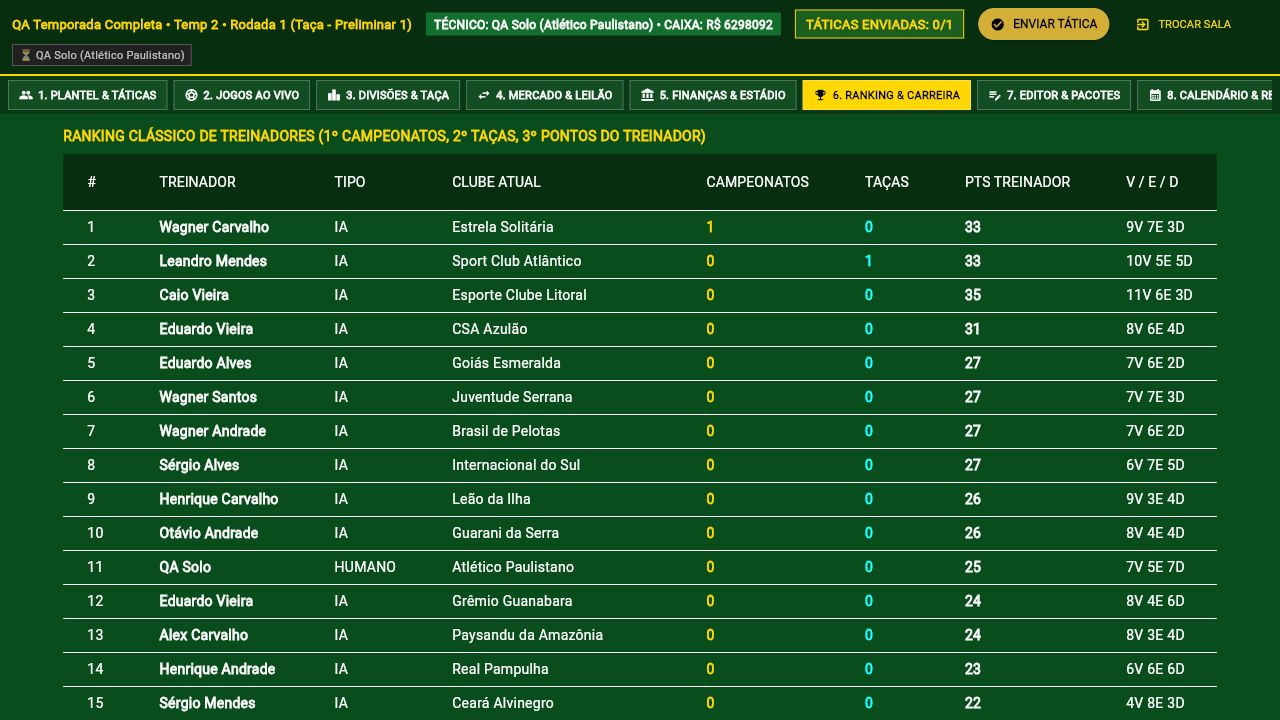 QA Temporada Completa • Temp 2 • Rodada 1 (Taça - Preliminar 1)
TÉCNICO: QA Solo (Atlético Paulistano) • CAIXA: R$ 6298092
TÁTICAS ENVIADAS: 0/1
ENVIAR TÁTICA
TROCAR SALA
QA Solo (Atlético Paulistano)
1. PLANTEL & TÁTICAS
2. JOGOS AO VIVO
3. DIVISÕES & TAÇA
4. MERCADO & LEILÃO
5. FINANÇAS & ESTÁDIO
6. RANKING & CARREIRA
7. EDITOR & PACOTES
8. CALENDÁRIO & RE
RANKING CLÁSSICO DE TREINADORES (1º CAMPEONATOS, 2º TAÇAS, 3º PONTOS DO TREINADOR)
# TREINADOR TIPO CLUBE ATUAL CAMPEONATOS TAÇAS PTS TREINADOR V / E / D
1 Wagner Carvalho IA Estrela Solitária 1 0 33 9V 7E 3D
2 Leandro Mendes IA Sport Club Atlântico 0 1 33 10V 5E 5D
3 Caio Vieira IA Esporte Clube Litoral 0 0 35 11V 6E 3D
4 Eduardo Vieira IA CSA Azulão 0 0 31 8V 6E 4D
5 Eduardo Alves IA Goiás Esmeralda 0 0 27 7V 6E 2D
6 Wagner Santos IA Juventude Serrana 0 0 27 7V 7E 3D
7 Wagner Andrade IA Brasil de Pelotas 0 0 27 7V 6E 2D
8 Sérgio Alves IA Internacional do Sul 0 0 27 6V 7E 5D
9 Henrique Carvalho IA Leão da Ilha 0 0 26 9V 3E 4D
10 Otávio Andrade IA Guarani da Serra 0 0 26 8V 4E 4D
11 QA Solo HUMANO Atlético Paulistano 0 0 25 7V 5E 7D
12 Eduardo Vieira IA Grêmio Guanabara 0 0 24 8V 4E 6D
13 Alex Carvalho IA Paysandu da Amazônia 0 0 24 8V 3E 4D
14 Henrique Andrade IA Real Pampulha 0 0 23 6V 6E 6D
15 Sérgio Mendes IA Ceará Alvinegro 0 0 22 4V 8E 3D